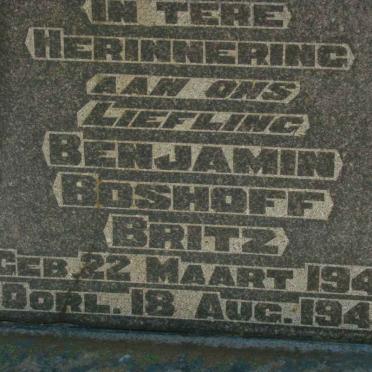 IN TERE
HERINNERING
AAN ONS
LIEFLING
BENJAMIN
BOSHOFF
BRITZ
GEB. 22 MAART 194
OORL. 18 AUG. 194